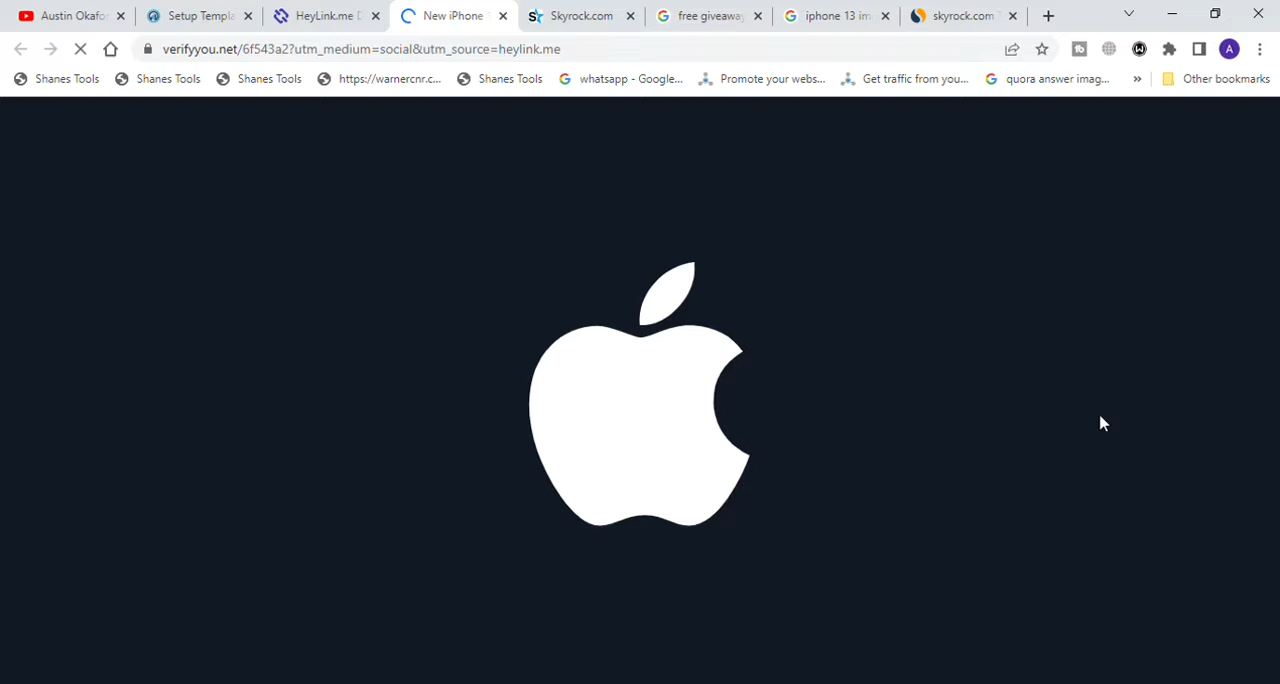 Austin Okafo
Setup Templa
HeyLink.me D
New iPhone
Skyrock.com
free giveaway
iphone 13 im
skyrock.com
verifyyou.net/6f543a2?utm_medium=social&utm_source=heylink.me
A
Shanes Tools
Shanes Tools
Shanes Tools
https://warnercnr.c...
Shanes Tools
whatsapp - Google...
Promote your webs...
Get traffic from you...
quora answer imag...
»
Other bookmarks